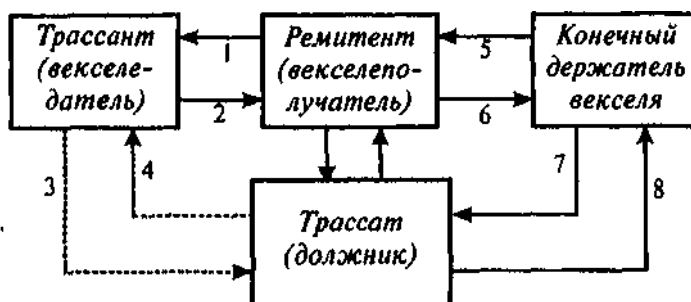 Трассант
(векселе-
датель)
1
2
Ремитент
(векселепо-
лучатель)
5
6
Конечный
держатель
векселя
3
4
7
8
Трассат
(должник)